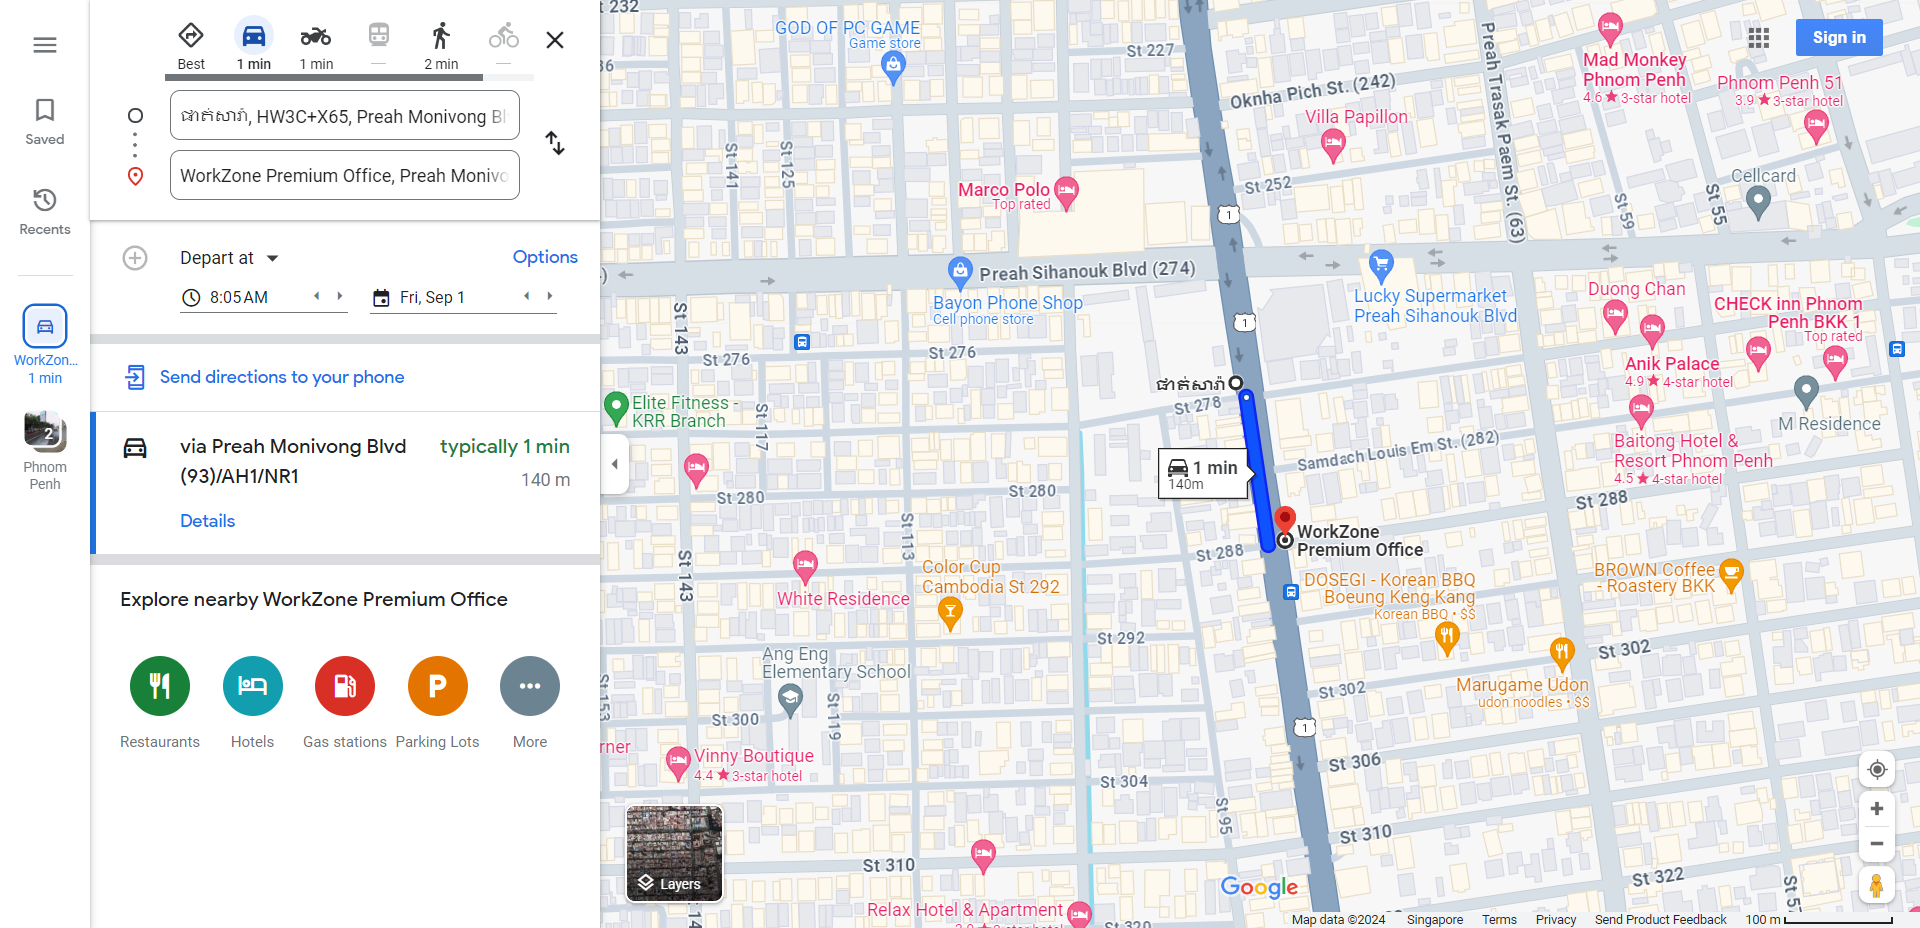 Best
1 min
1 min
2 min
ផាត់សារ៉ា, HW3C+X65, Preah Monivong Bl
WorkZone Premium Office, Preah Monivo
Saved
Recents
WorkZon...
1 min
2
Phnom
Penh
Depart at
Options
8:05 AM
Fri, Sep 1
Send directions to your phone
via Preah Monivong Blvd
(93)/AH1/NR1
typically 1 min
140 m
Details
Explore nearby WorkZone Premium Office
Restaurants
Hotels
Gas stations
P
Parking Lots
More
t 232
GOD OF PC GAME
Game store
St 227
Oknha Pich St. (242)
Preah Trasak Paem St. (63)
Mad Monkey
Phnom Penh
4.6 ★ 3-star hotel
Phnom Penh 51
3.9 ★ 3-star hotel
Sign in
Villa Papillon
St 141
St 125
Marco Polo
Top rated
St 252
St 59
St 55
Cellcard
1
Preah Sihanouk Blvd (274)
Bayon Phone Shop
Cell phone store
Lucky Supermarket
Preah Sihanouk Blvd
Duong Chan
CHECK inn Phnom
Penh BKK 1
Top rated
1
St 143
St 276
St 276
Anik Palace
4.9 ★ 4-star hotel
ផាត់សារ៉ា
St 278
Elite Fitness -
KRR Branch
St 117
M Residence
Samdach Louis Em St. (282)
Baitong Hotel &
Resort Phnom Penh
4.5 ★ 4-star hotel
1 min
140m
St 280
St 280
St 288
St 113
WorkZone
Premium Office
St 288
St 143
Color Cup
Cambodia St 292
White Residence
DOSEGI - Korean BBQ
Boeung Keng Kang
Korean BBQ • $$
BROWN Coffee
- Roastery BKK
St 292
St 302
Ang Eng
Elementary School
St 153
St 119
St 300
St 302
Marugame Udon
udon noodles • $$
1
rner
Vinny Boutique
4.4 ★ 3-star hotel
St 304
St 306
St 95
St 310
St 310
Layers
St 322
St 14
Relax Hotel & Apartment
St 320
St 5
Google
Map data ©2024
Singapore
Terms
Privacy
Send Product Feedback
100 m